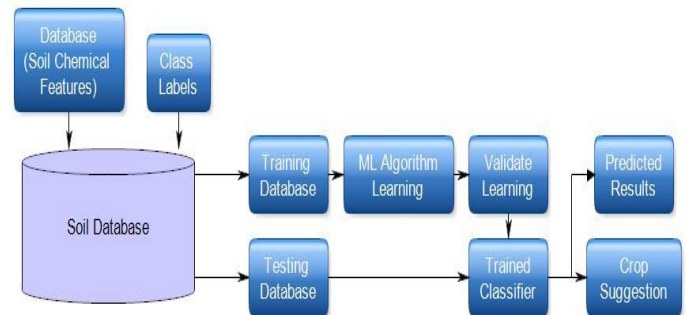 Database
(Soil Chemical
Features)
Class
Labels
Soil Database
Training
Database
ML Algorithm
Learning
Validate
Learning
Predicted
Results
Testing
Database
Trained
Classifier
Crop
Suggestion